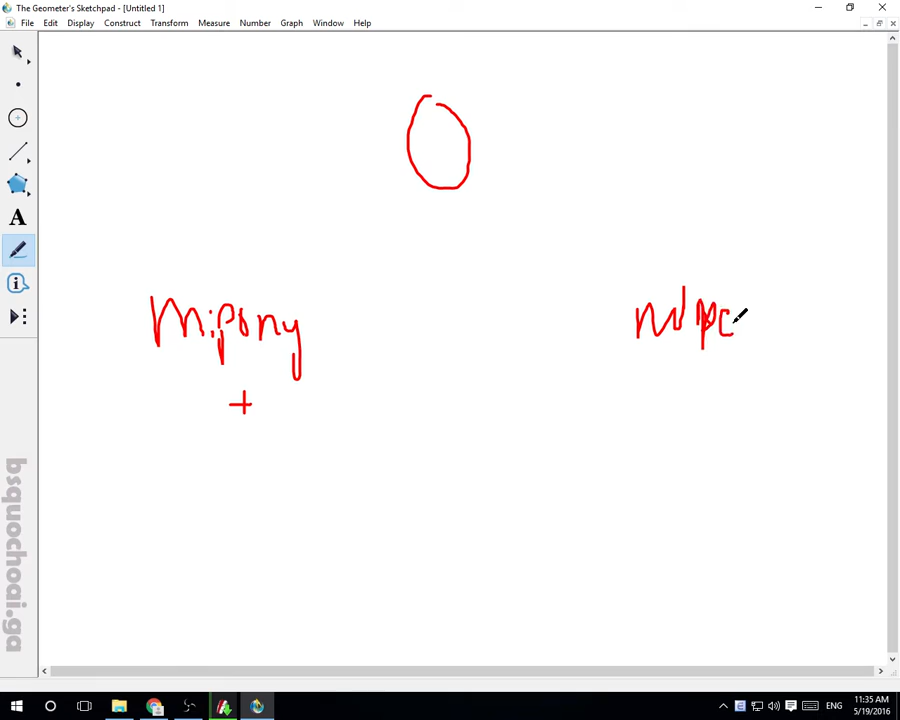 The Geometer's Sketchpad - [Untitled 1]
File Edit Display Construct Transform Measure Number Graph Window Help
A
Mipony
+
bsquochoai.ga
ENG
11:35 AM
5/19/2016